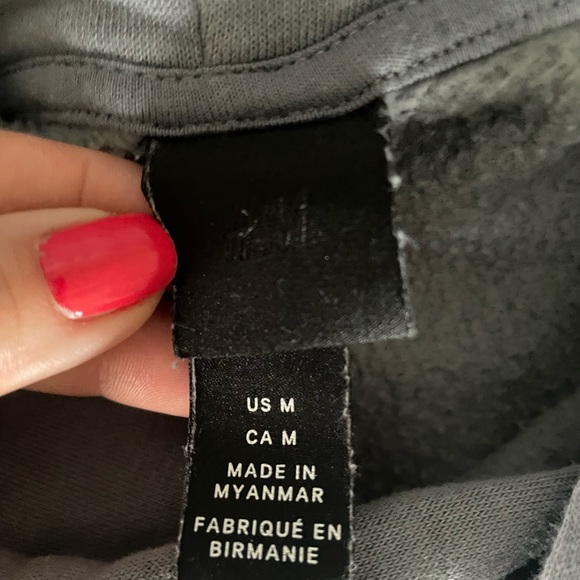 US M
CA M
MADE IN
MYANMAR
FABRIQUÉ EN
BIRMANIE